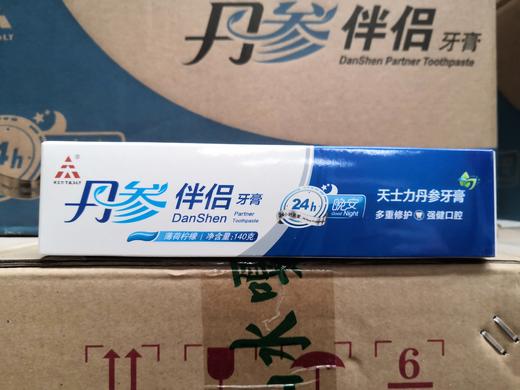 丹参 伴侣 牙膏
DanShen Partner Toothpaste
24h
丹参 伴侣 牙膏
DanShen Partner Toothpaste
薄荷柠檬 净含量:140克
24h 晚安
Good Night
天士力丹参牙膏
多重修护 强健口腔
水
6